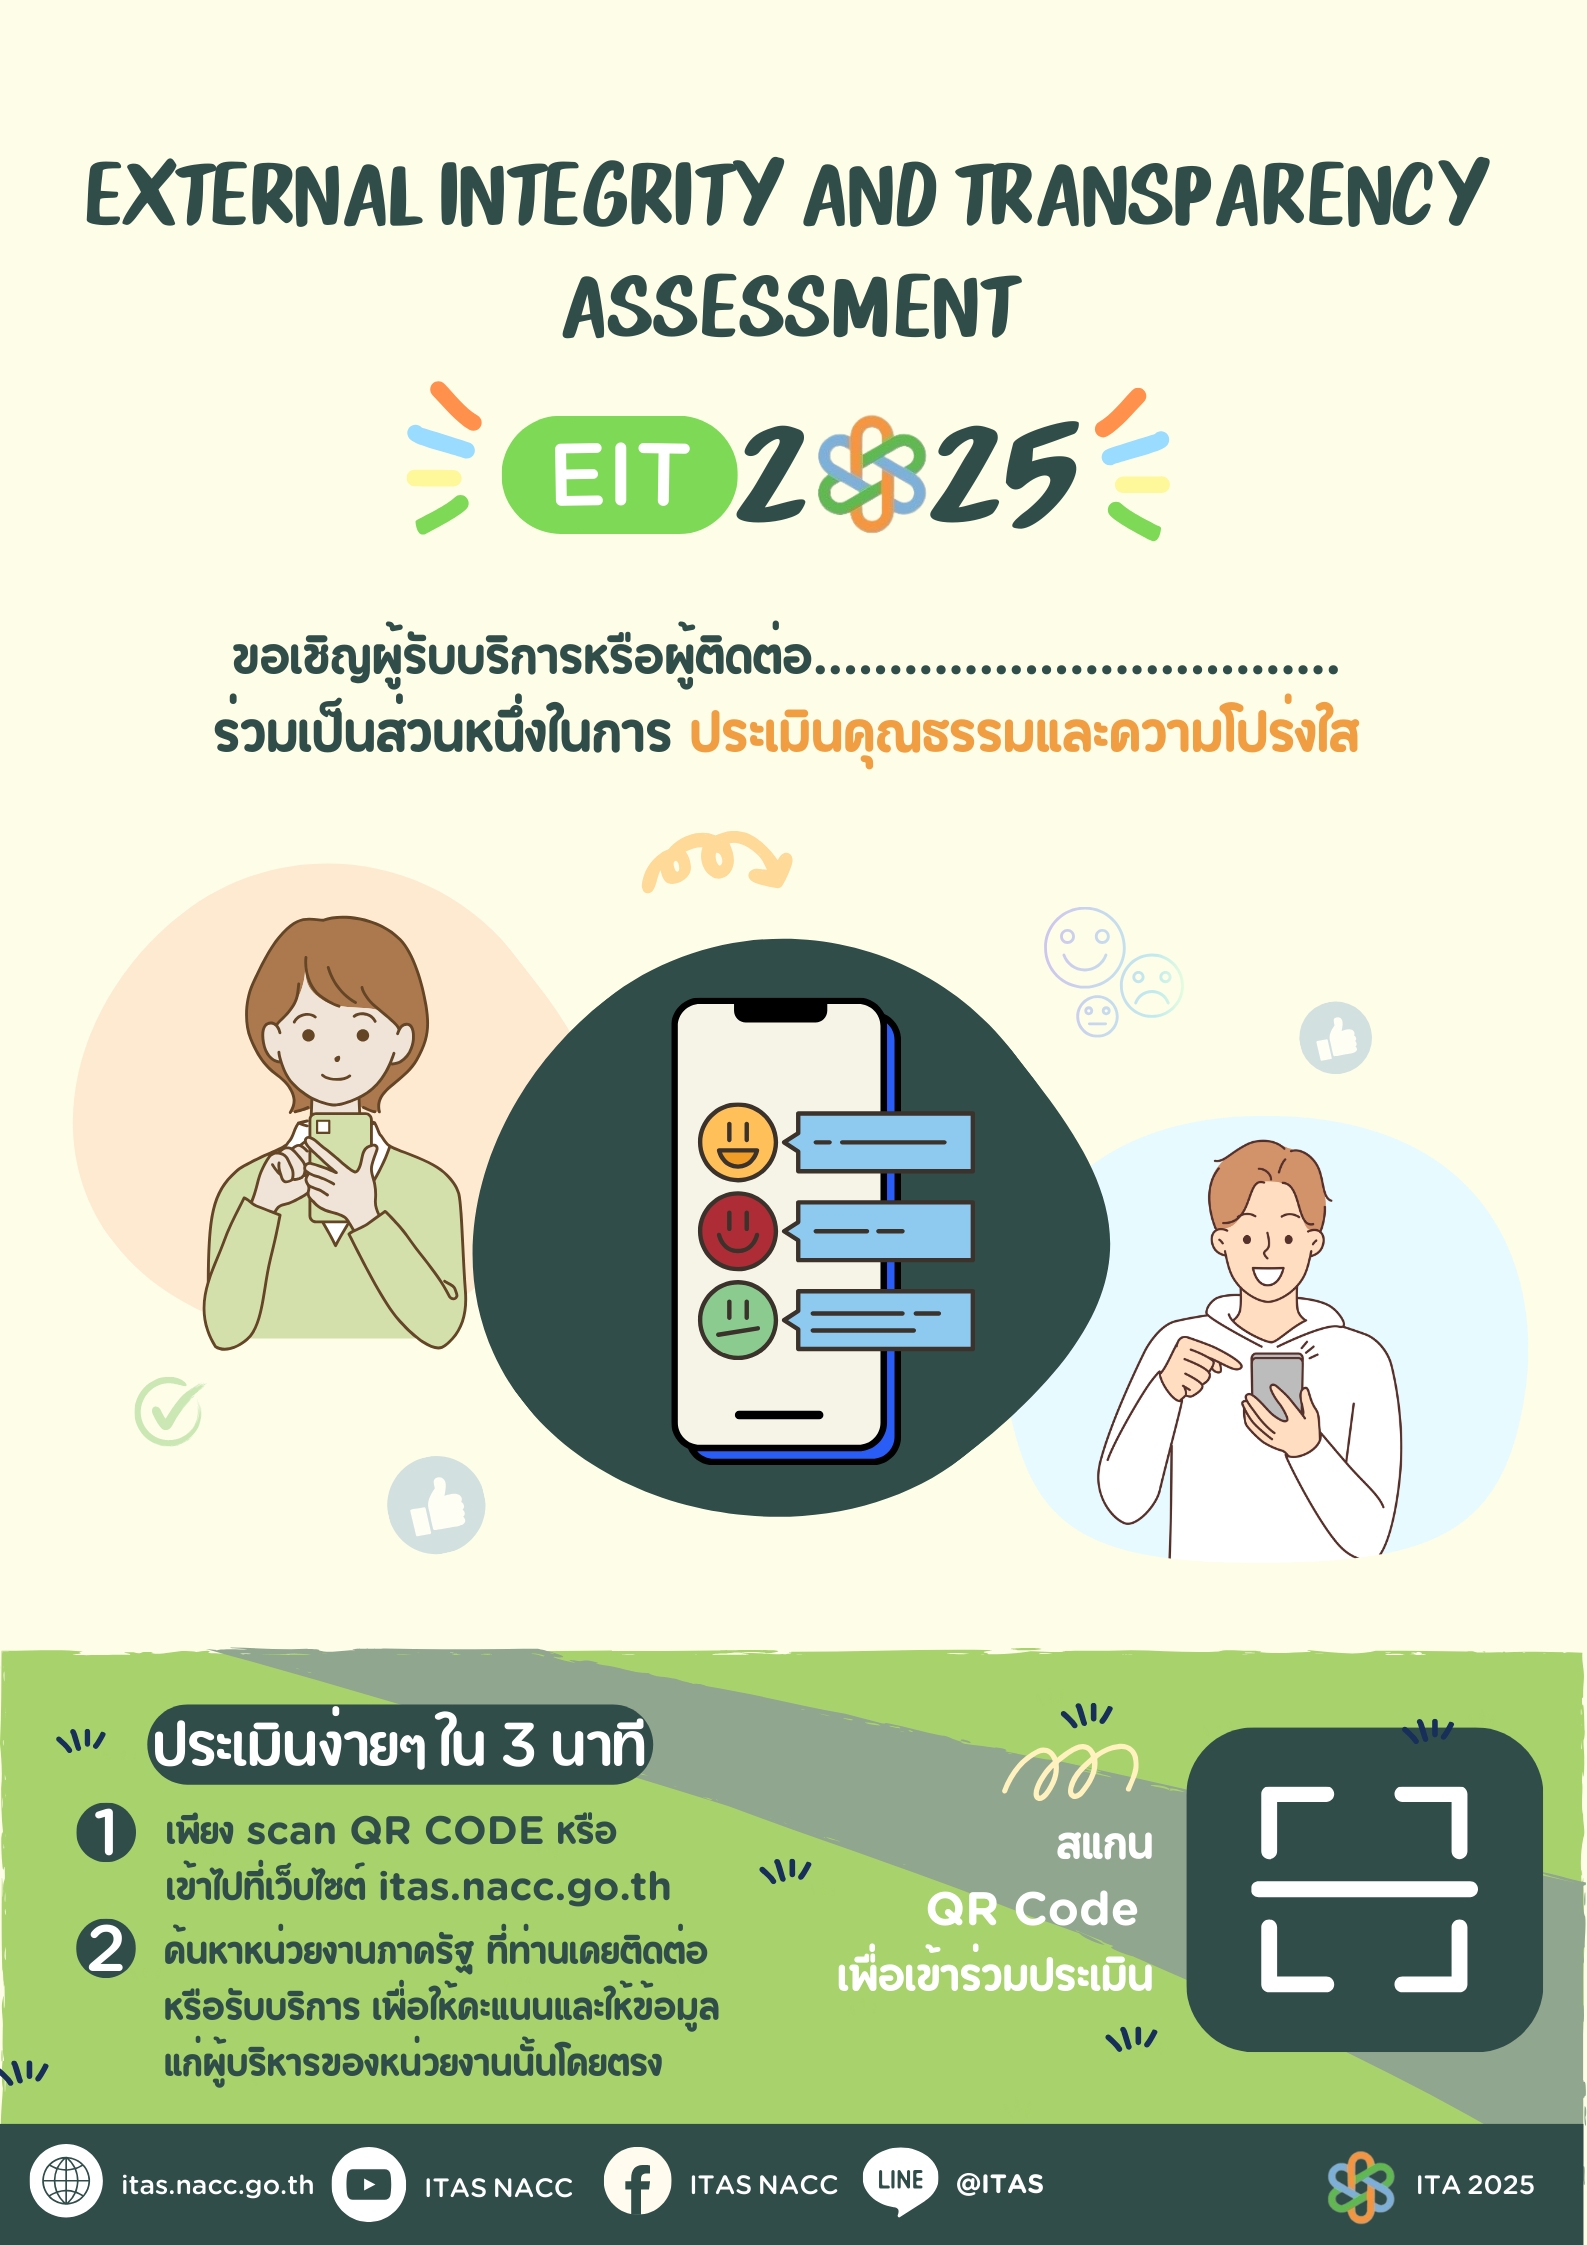 EXTERNAL INTEGRITY AND TRANSPARENCY
ASSESSMENT
EIT 2025
ขอเชิญผู้รับบริการหรือผู้ติดต่อ...................................
ร่วมเป็นส่วนหนึ่งในการ ประเมินคุณธรรมและความโปร่งใส
ประเมินง่ายๆ ใน 3 นาที
1 เพียง scan QR CODE หรือ
เข้าไปที่เว็บไซต์ itas.nacc.go.th
2 ค้นหาหน่วยงานภาครัฐ ที่ท่านเคยติดต่อ
หรือรับบริการ เพื่อให้คะแนนและให้ข้อมูล
แก่ผู้บริหารของหน่วยงานนั้นโดยตรง
สแกน
QR Code
เพื่อเข้าร่วมประเมิน
itas.nacc.go.th ITAS NACC ITAS NACC LINE @ITAS ITA 2025